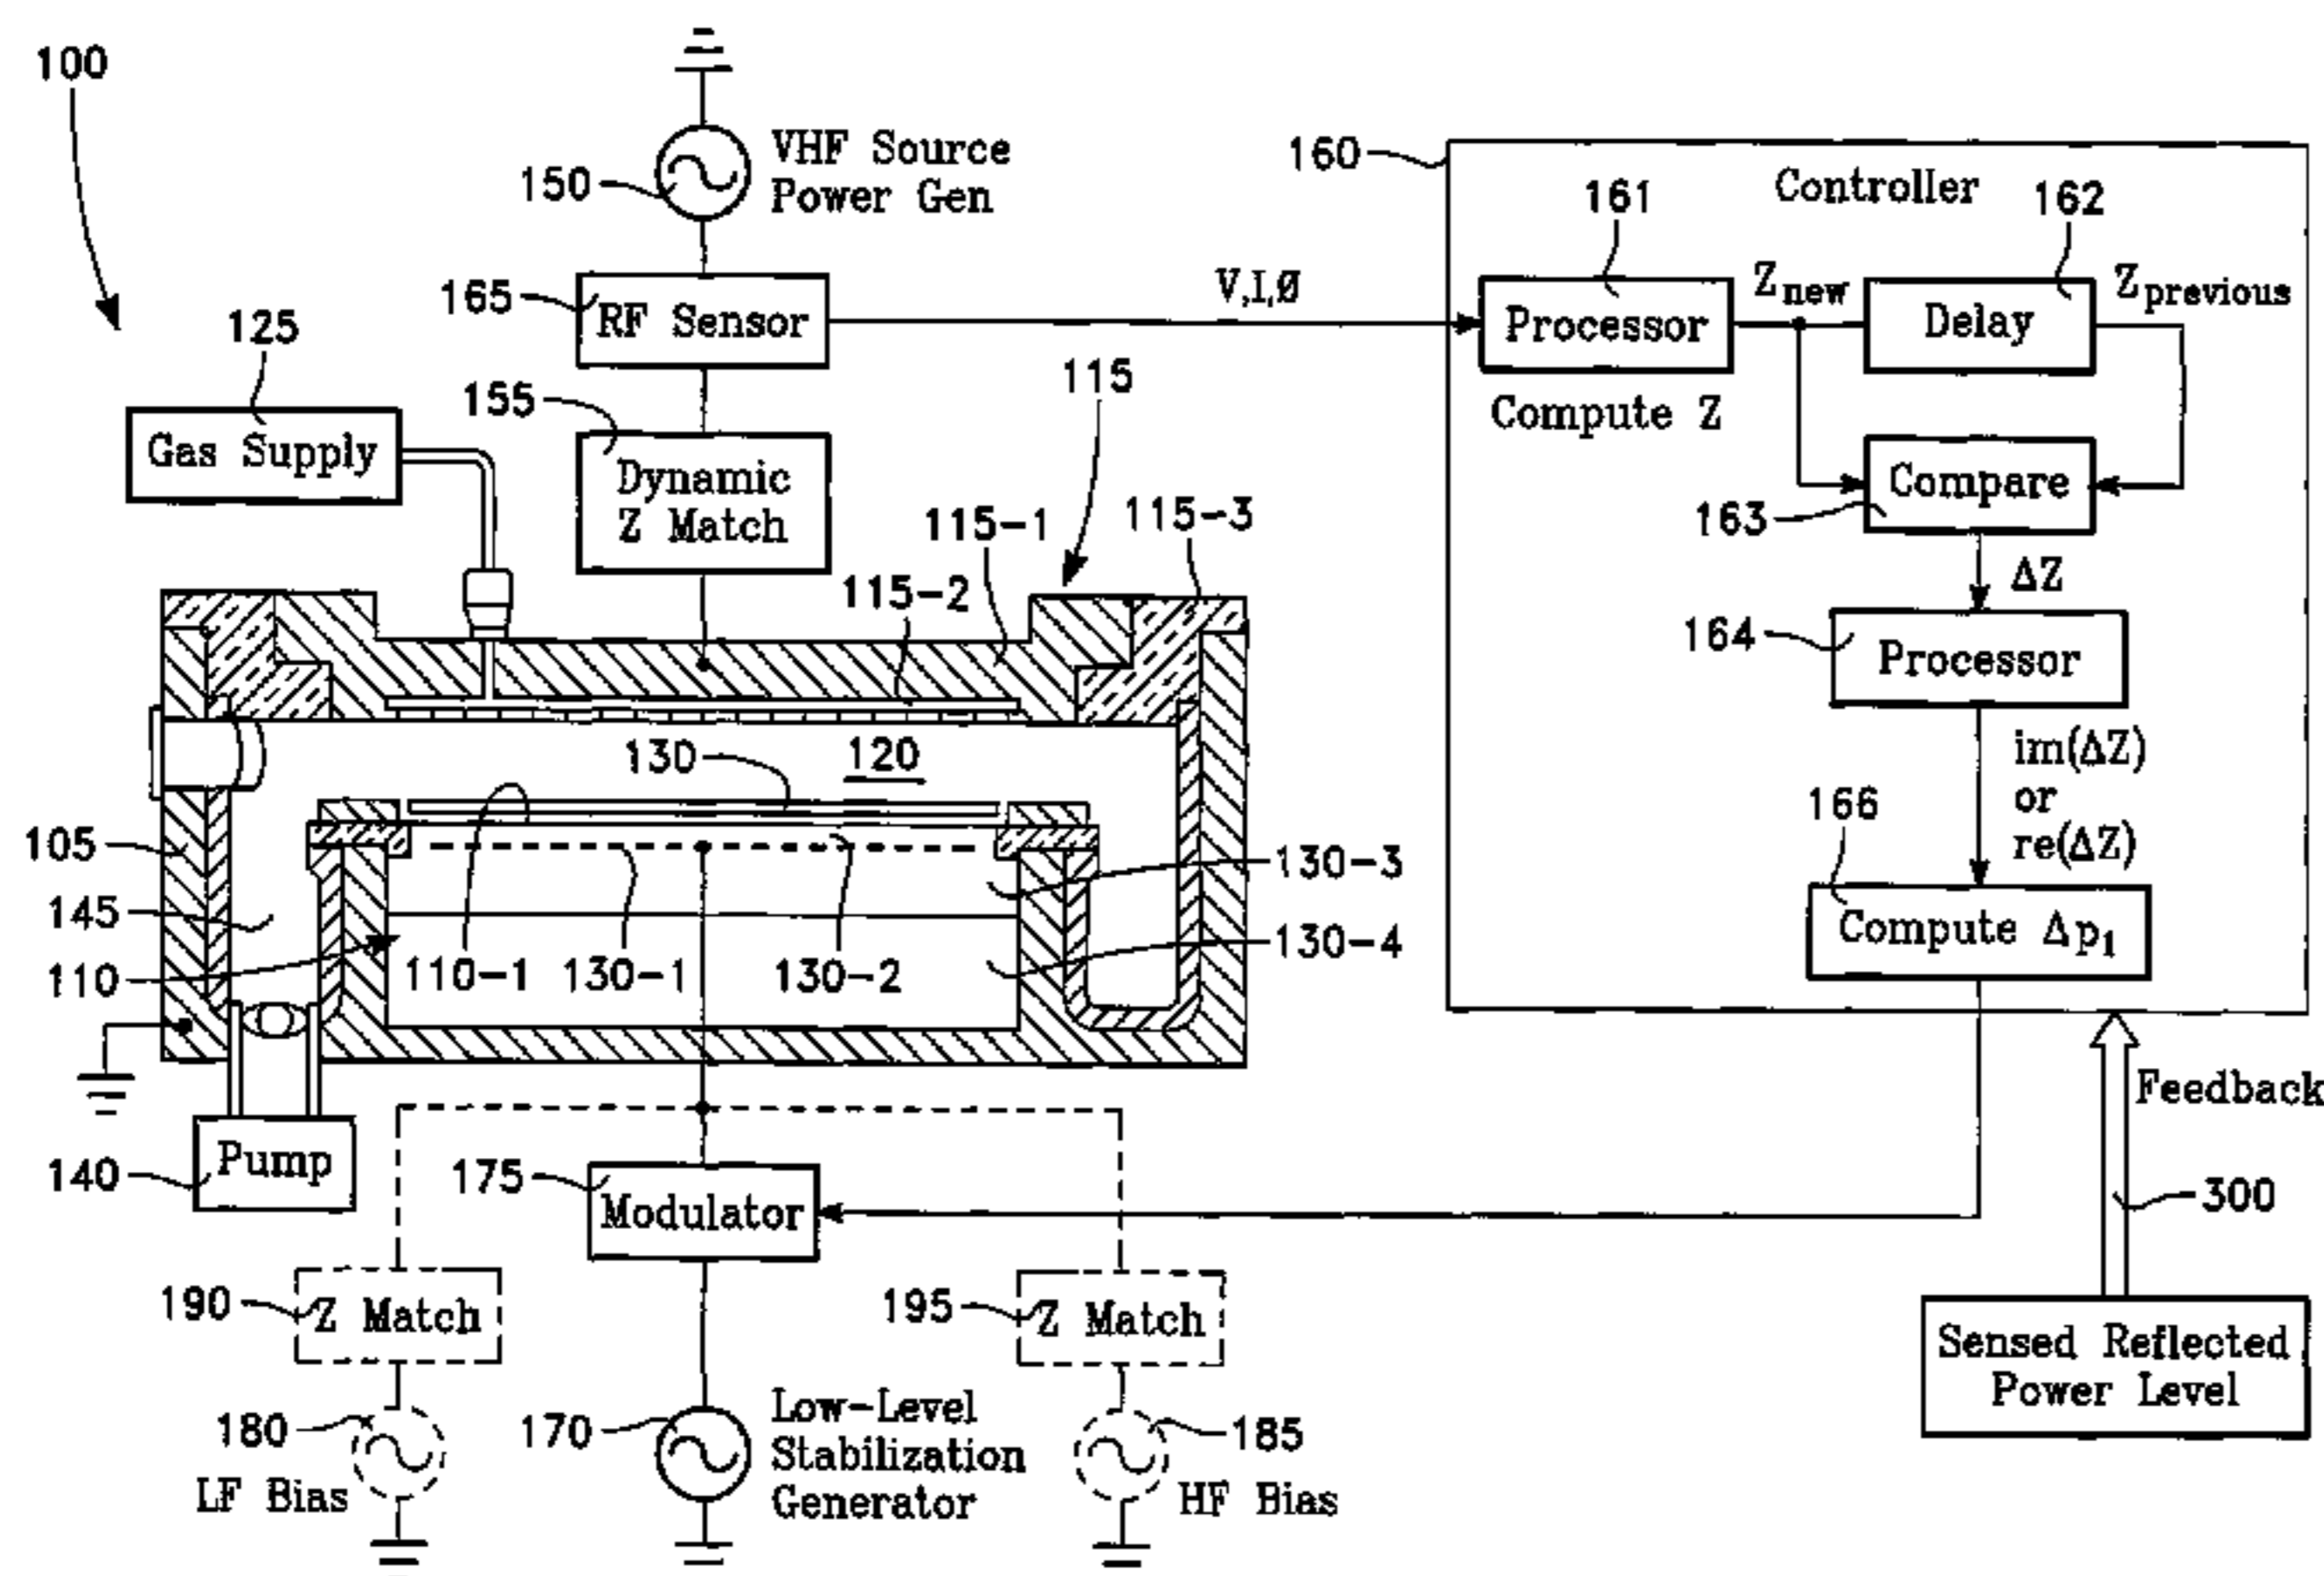 100
VHF Source
Power Gen
150
160
Controller
161
162
165
RF Sensor
V,I,Ø
Processor
Z new
Delay
Z previous
Compute Z
125
Gas Supply
155
Dynamic
Z Match
115
115-1
115-2
115-3
Compare
163
ΔZ
164
Processor
im(ΔZ)
or
re(ΔZ)
166
Compute Δp1
130
120
105
145
110
110-1
130-1
130-2
130-3
130-4
Feedback
300
Pump
140
175
Modulator
190
Z Match
195
Z Match
Sensed Reflected
Power Level
180
LF Bias
170
Low-Level
Stabilization
Generator
185
HF Bias